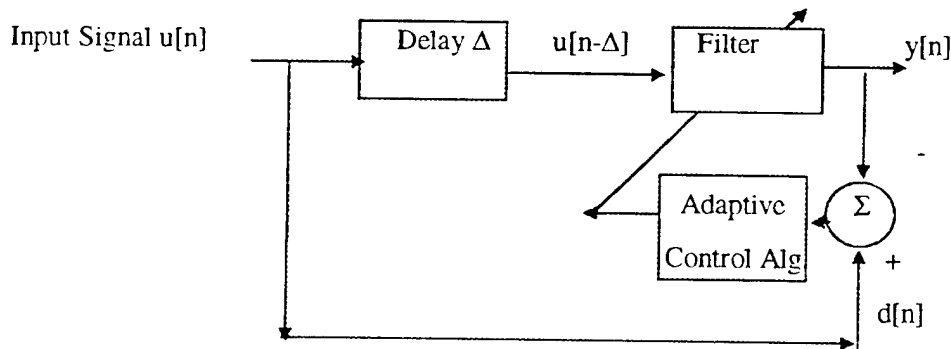 Input Signal u[n]
Delay Δ
u[n-Δ]
Filter
y[n]
-
Adaptive
Control Alg
Σ
+
d[n]